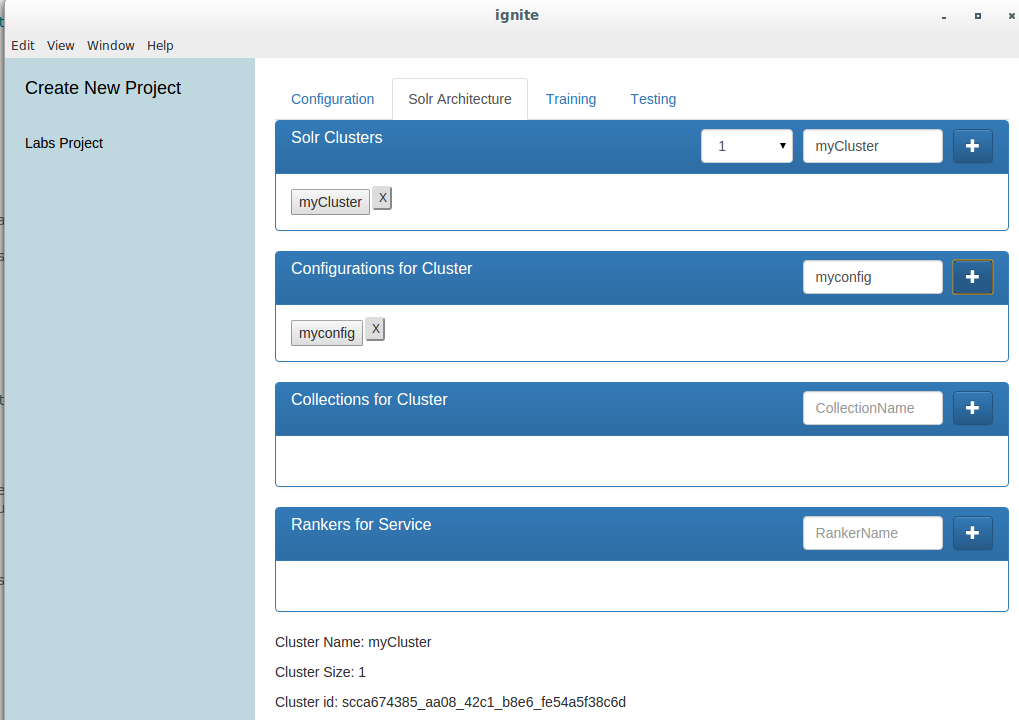 ignite
Edit View Window Help
Create New Project
Labs Project
Configuration Solr Architecture Training Testing
Solr Clusters 1 myCluster +
myCluster X
Configurations for Cluster myconfig +
myconfig X
Collections for Cluster CollectionName +
Rankers for Service RankerName +
Cluster Name: myCluster
Cluster Size: 1
Cluster id: scca674385_aa08_42c1_b8e6_fe54a5f38c6d